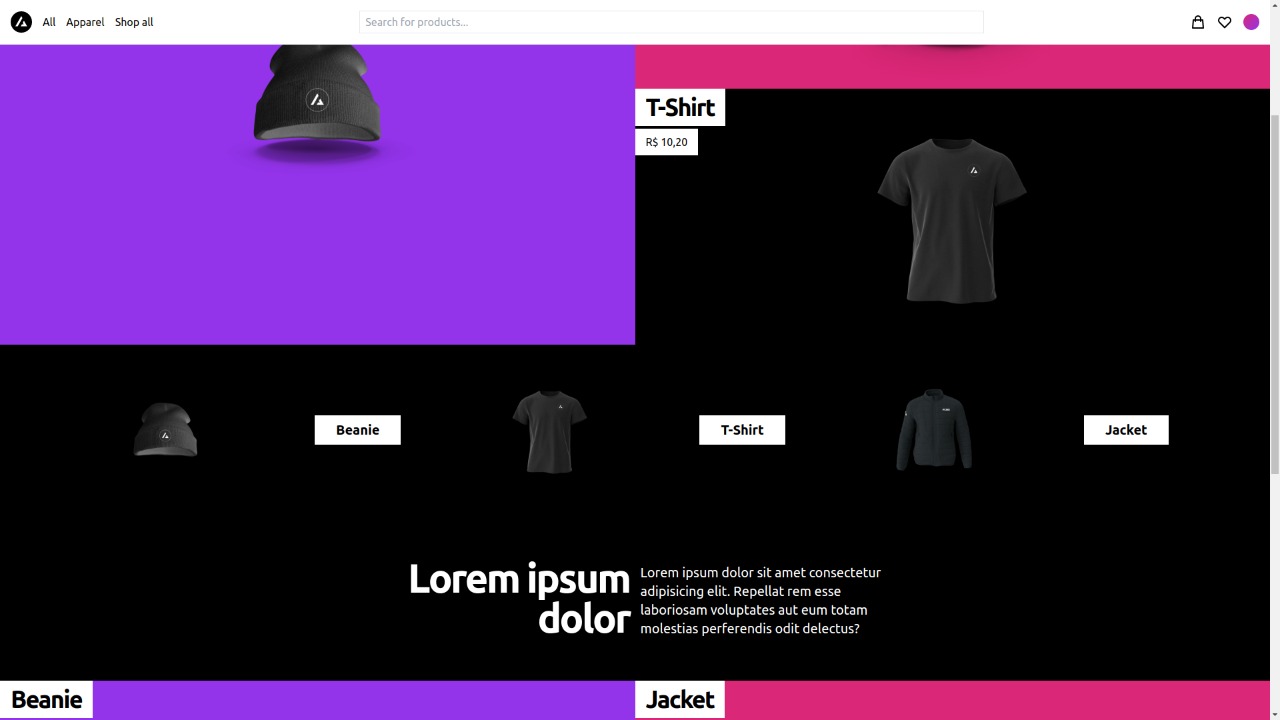 All Apparel Shop all
Search for products...
T-Shirt
R$ 10,20
Beanie
T-Shirt
Jacket
Lorem ipsum
dolor
Lorem ipsum dolor sit amet consectetur
adipisicing elit. Repellat rem esse
laboriosam voluptates aut eum totam
molestias perferendis odit delectus?
Beanie
Jacket